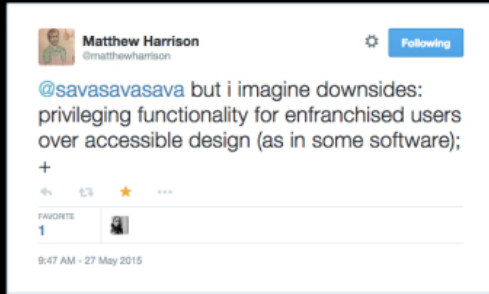 Matthew Harrison
@matthewharrison
Following
@savasavasava but i imagine downsides:
privileging functionality for enfranchised users
over accessible design (as in some software);
+
FAVORITE
1
9:47 AM - 27 May 2015